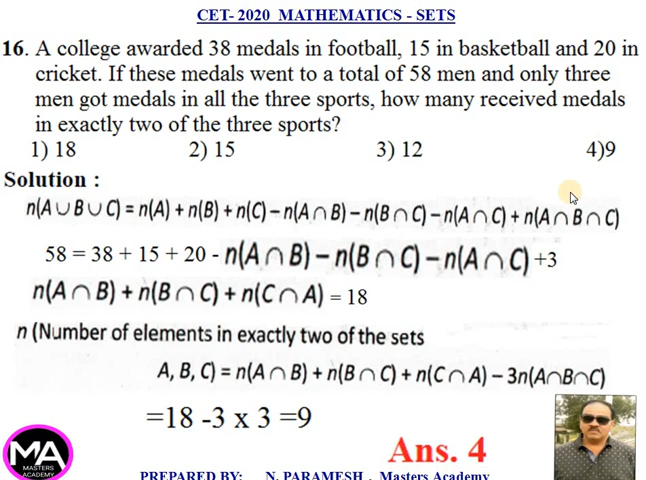 CET- 2020 MATHEMATICS - SETS
16. A college awarded 38 medals in football, 15 in basketball and 20 in
cricket. If these medals went to a total of 58 men and only three
men got medals in all the three sports, how many received medals
in exactly two of the three sports?
1) 18 2) 15 3) 12 4)9
Solution :
n(A ∪ B ∪ C) = n(A) + n(B) + n(C) − n(A ∩ B) − n(B ∩ C) − n(A ∩ C) + n(A ∩ B ∩ C)
58 = 38 + 15 + 20 - n(A ∩ B) − n(B ∩ C) − n(A ∩ C) +3
n(A ∩ B) + n(B ∩ C) + n(C ∩ A) = 18
n (Number of elements in exactly two of the sets
A, B, C) = n(A ∩ B) + n(B ∩ C) + n(C ∩ A) − 3n(A∩B∩C)
=18 -3 x 3 =9
Ans. 4
MA
MASTERS
ACADEMY
PREPARED BY: N. PARAMESH , Masters Academy